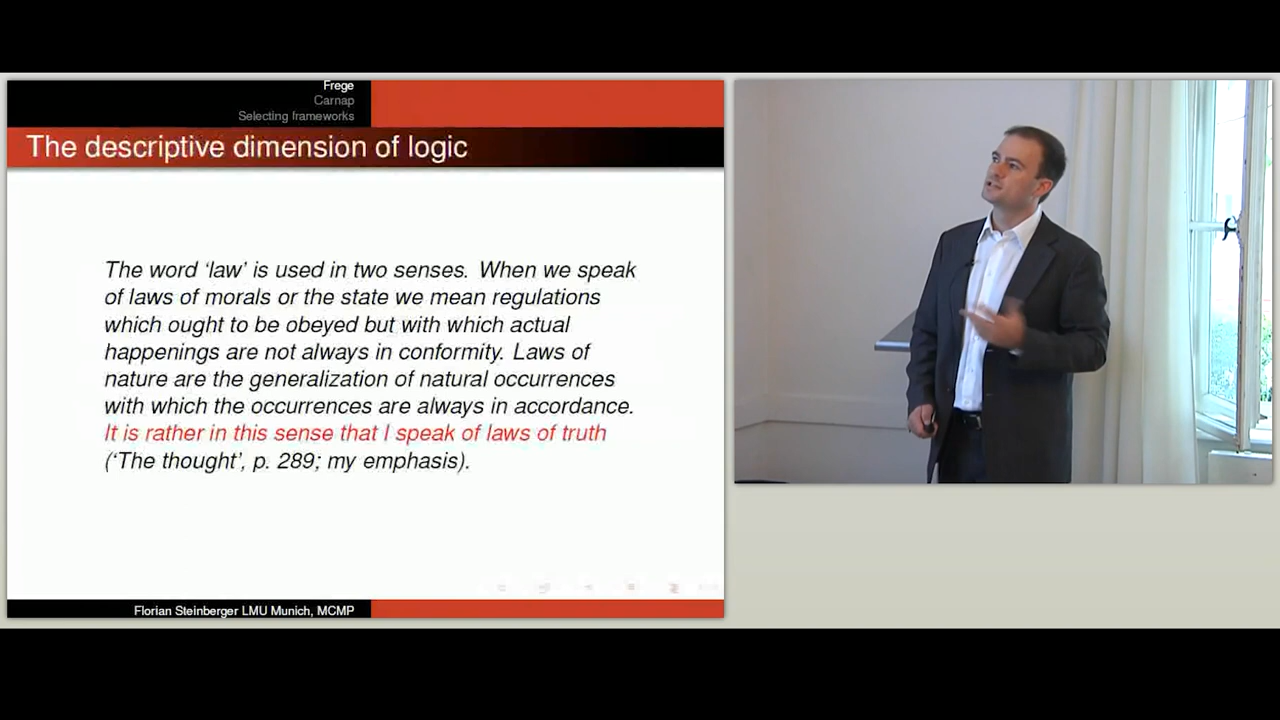 Frege
Carnap
Selecting frameworks
The descriptive dimension of logic
The word ‘law’ is used in two senses. When we speak
of laws of morals or the state we mean regulations
which ought to be obeyed but with which actual
happenings are not always in conformity. Laws of
nature are the generalization of natural occurrences
with which the occurrences are always in accordance.
It is rather in this sense that I speak of laws of truth
(‘The thought’, p. 289; my emphasis).
Florian Steinberger LMU Munich, MCMP